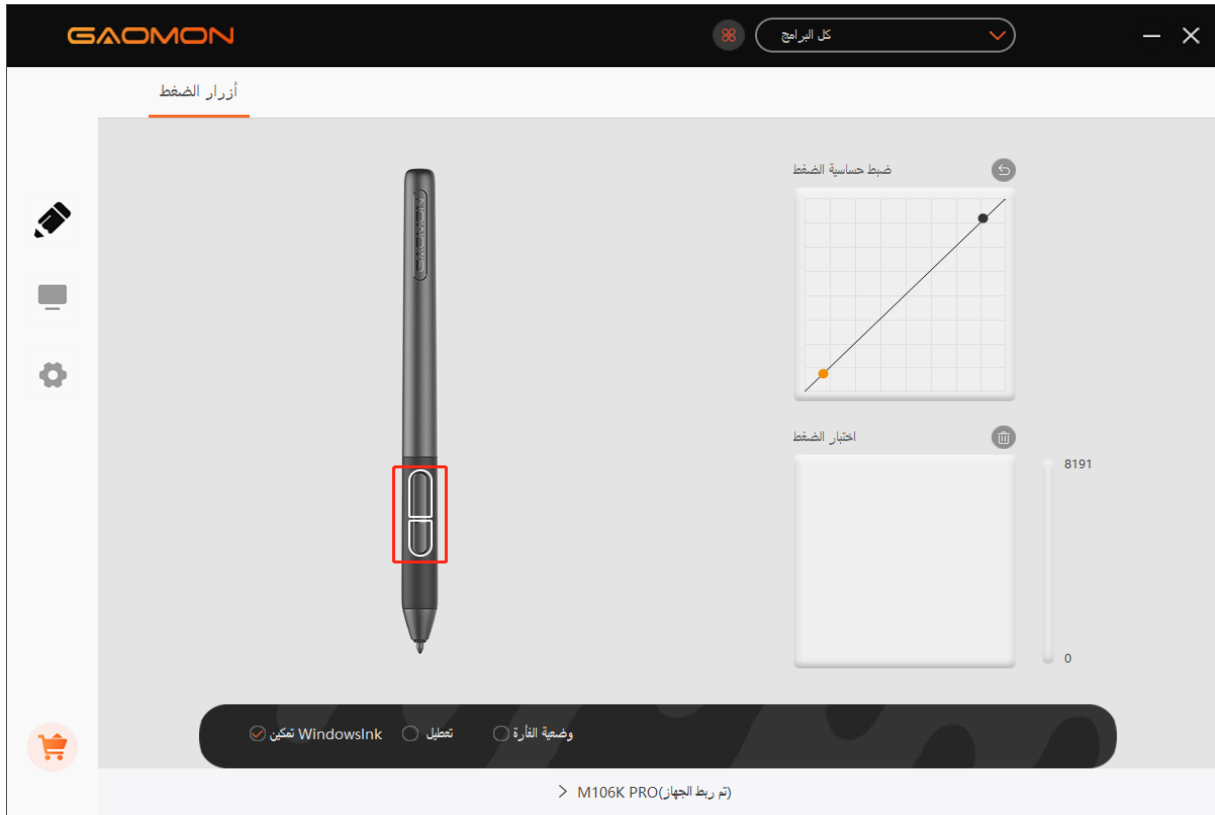 GAOMON
كل البرامج
أزرار الضغط
GAOMON
ضبط حساسية الضغط
اختبار الضغط
8191
0
تمكين WindowsInk
تعطيل
وضعية الفأرة
M106K PRO(تم ربط الجهاز)